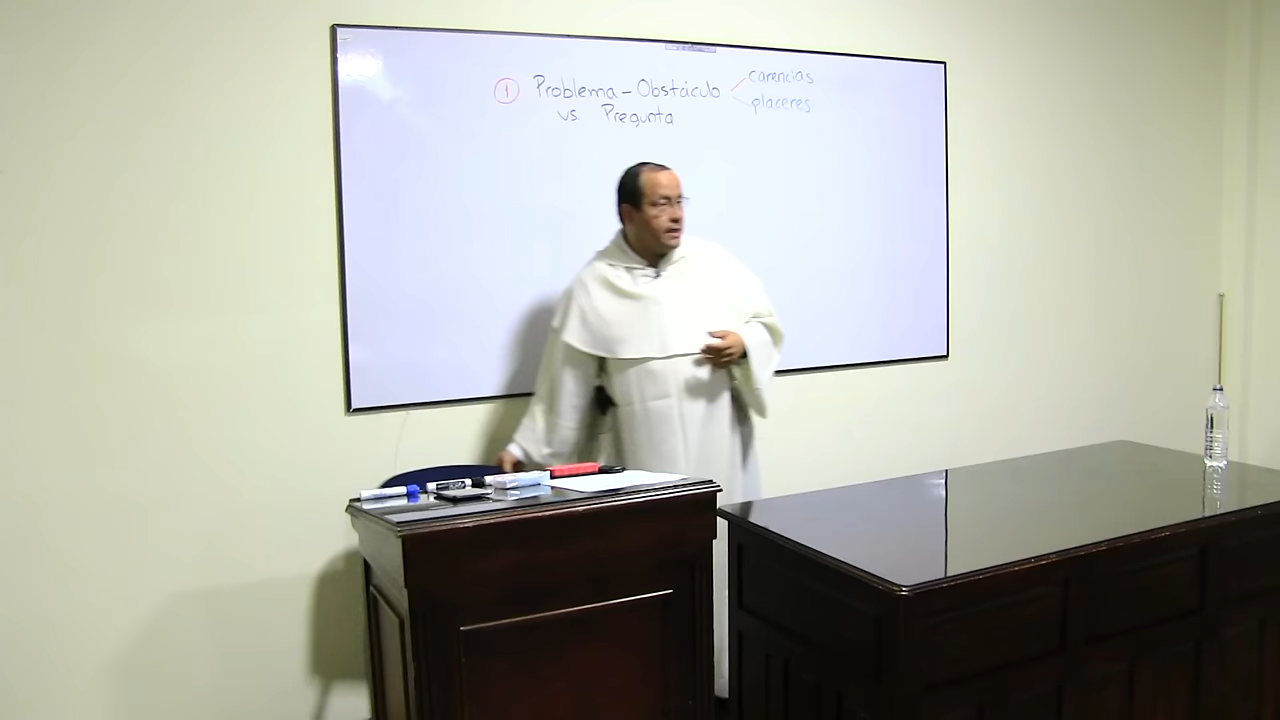 ① Problema – Obstáculo
vs. Pregunta
carencias
placeres